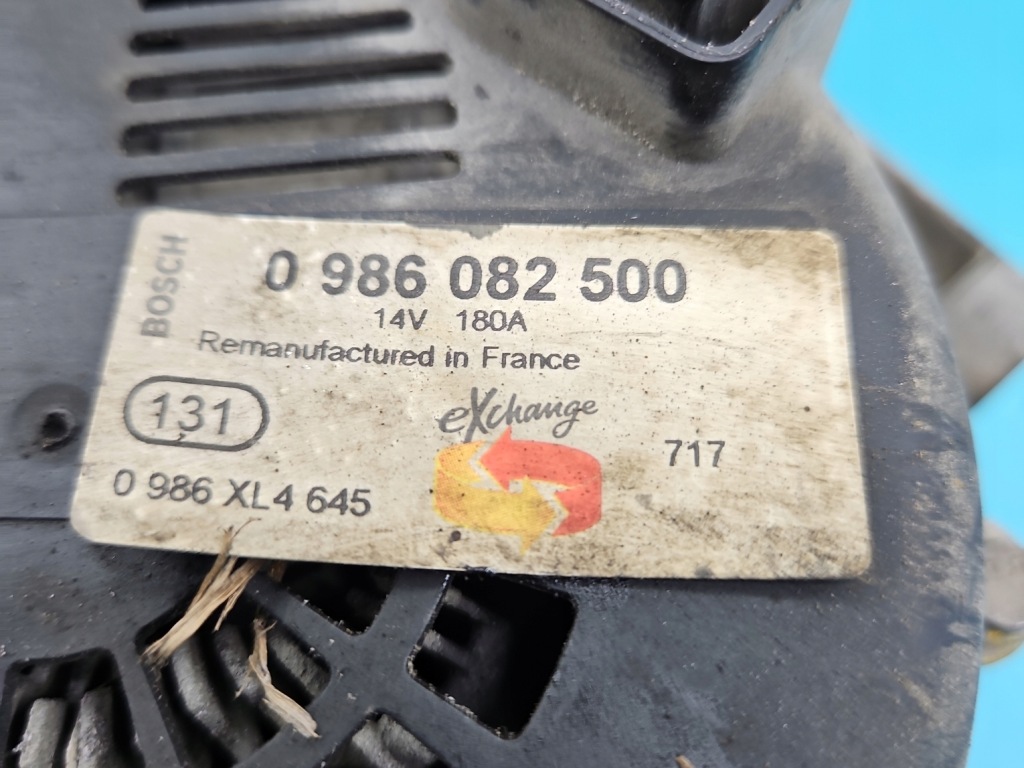 BOSCH
0 986 082 500
14V 180A
Remanufactured in France
131
eXchange
717
0 986 XL4 645